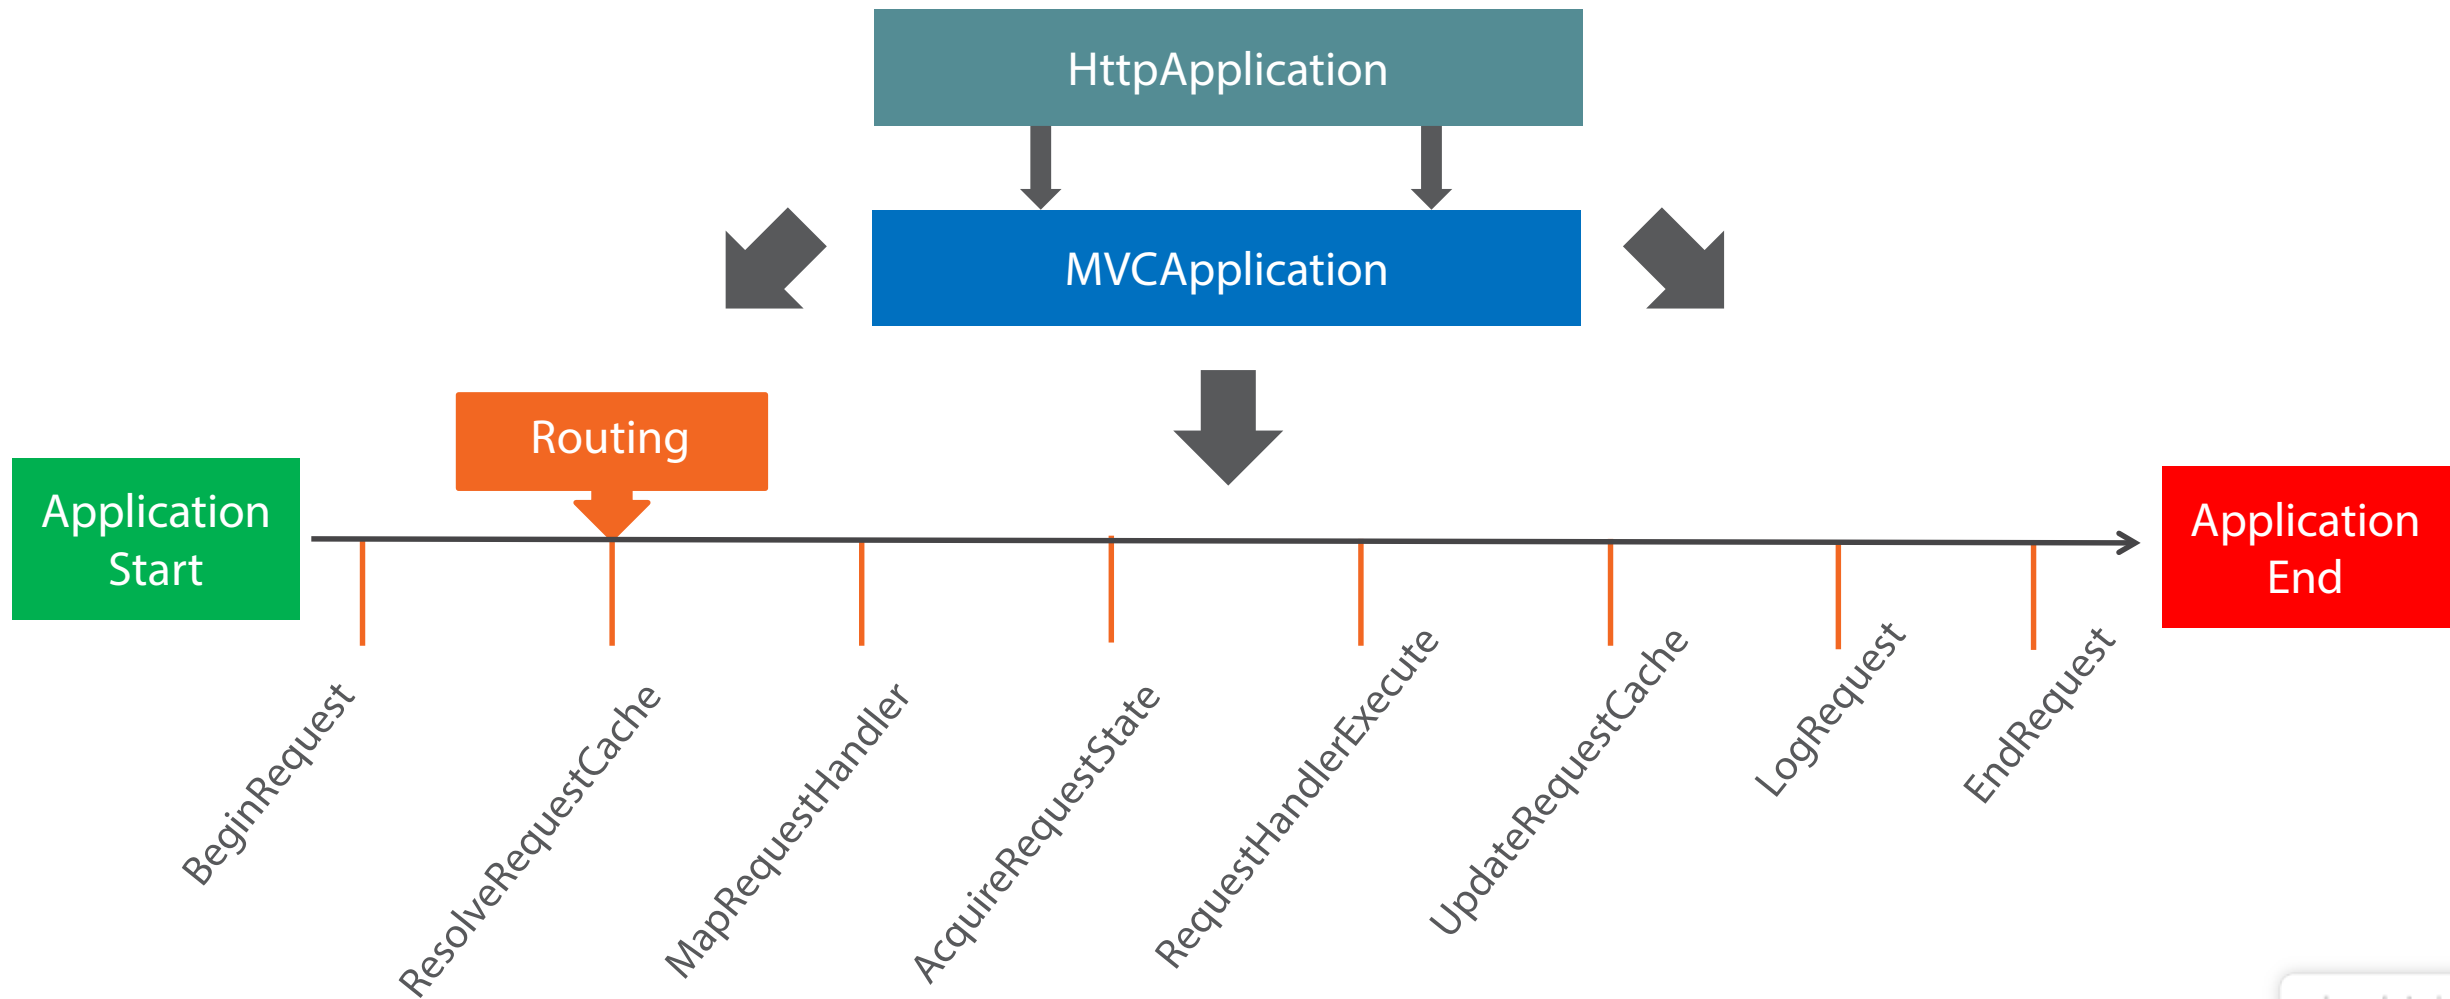 HttpApplication
MVCApplication
Routing
Application
Start
Application
End
BeginRequest
ResolveRequestCache
MapRequestHandler
AcquireRequestState
RequestHandlerExecute
UpdateRequestCache
LogRequest
EndRequest